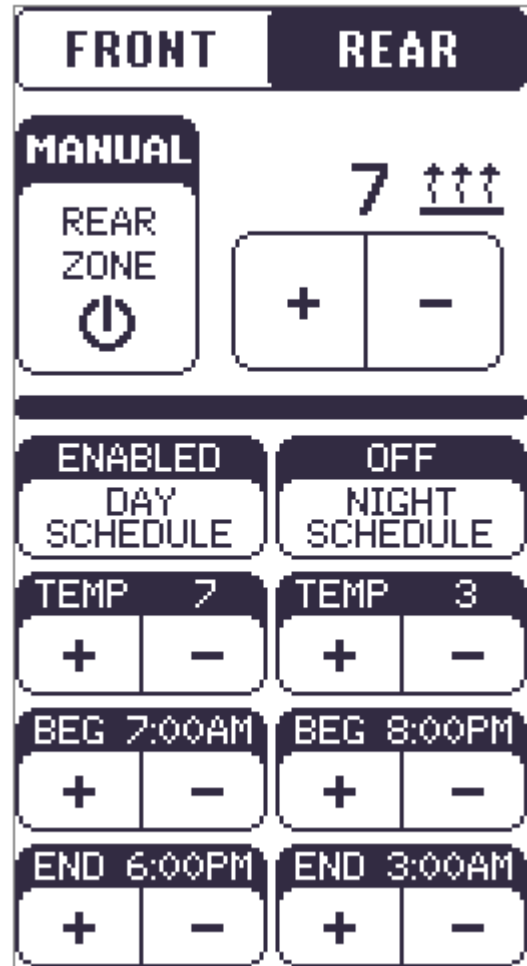 FRONT REAR
MANUAL
REAR
ZONE
7
+ −
ENABLED OFF
DAY NIGHT
SCHEDULE SCHEDULE
TEMP 7 TEMP 3
+ − + −
BEG 7:00AM BEG 8:00PM
+ − + −
END 6:00PM END 3:00AM
+ − + −